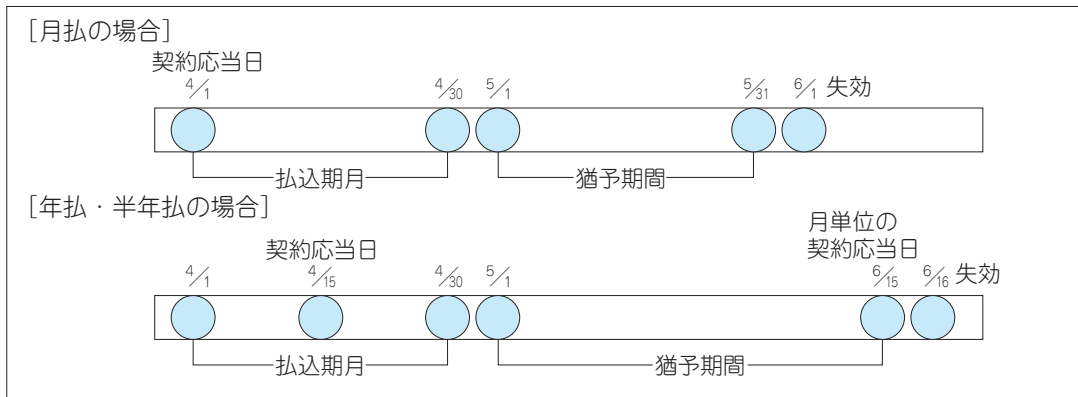 [月払の場合]
契約応当日
4/1 4/30 5/1 5/31 6/1 失効
払込期月 猶予期間
[年払・半年払の場合]
月単位の
契約応当日 契約応当日
4/1 4/15 4/30 5/1 6/15 6/16 失効
払込期月 猶予期間